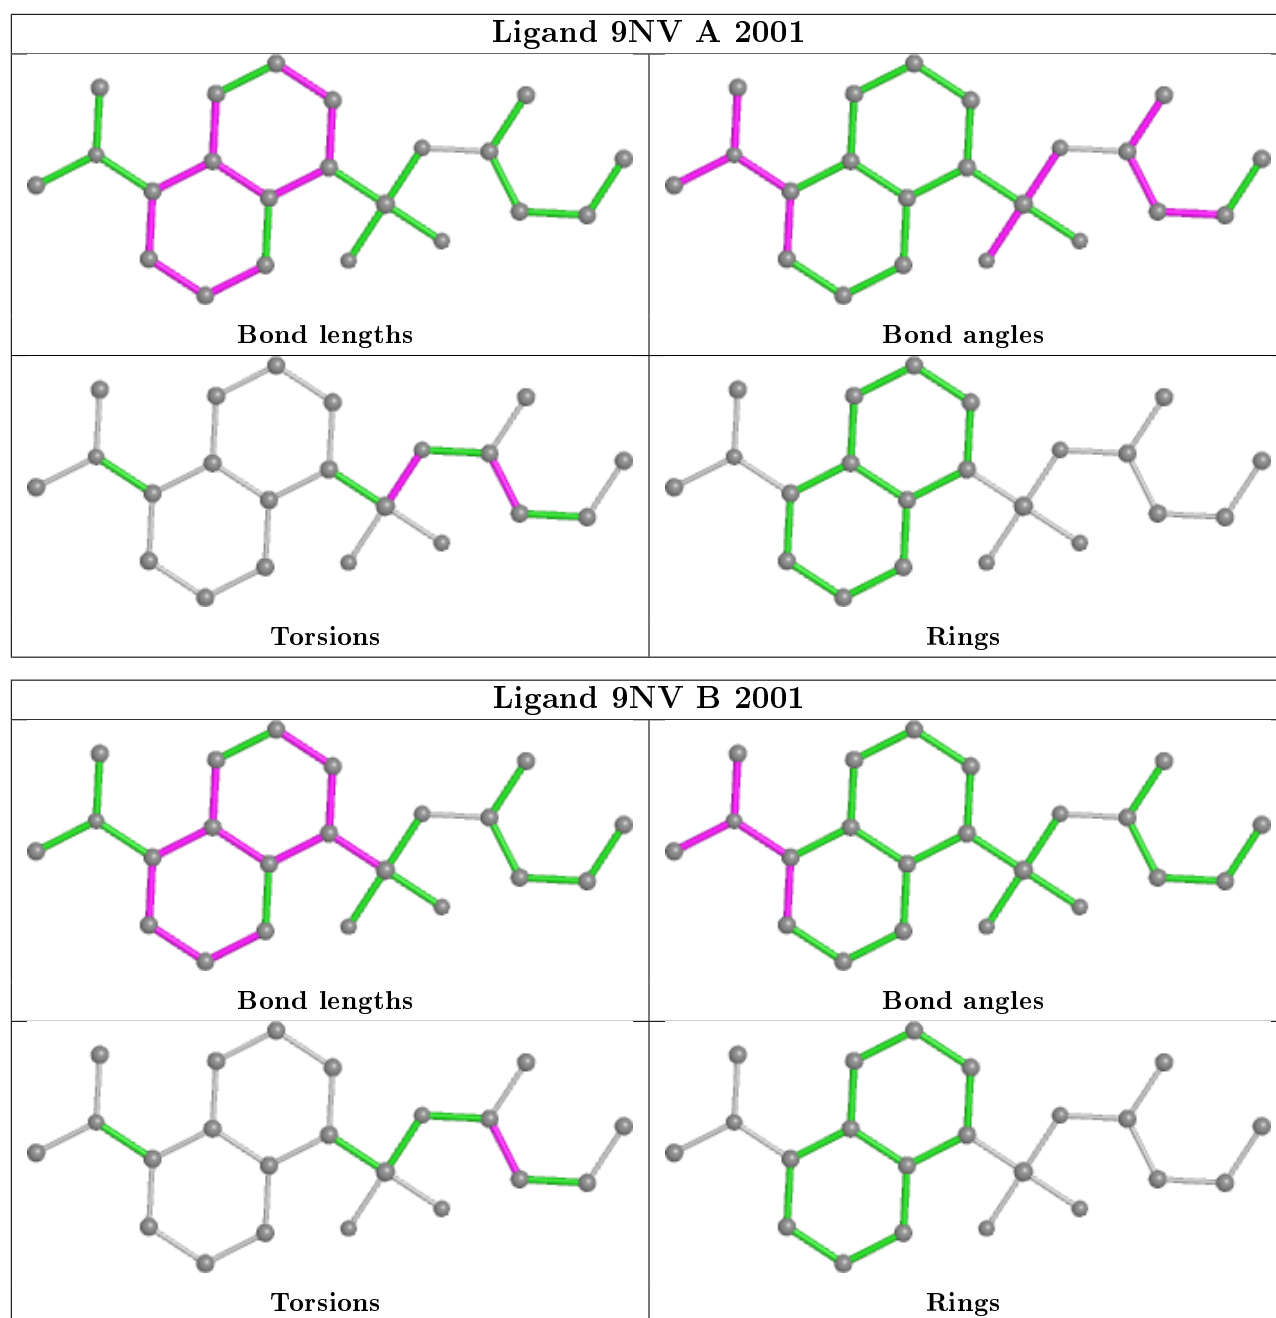 Ligand 9NV A 2001
Bond lengths
Bond angles
Torsions
Rings
Ligand 9NV B 2001
Bond lengths
Bond angles
Torsions
Rings